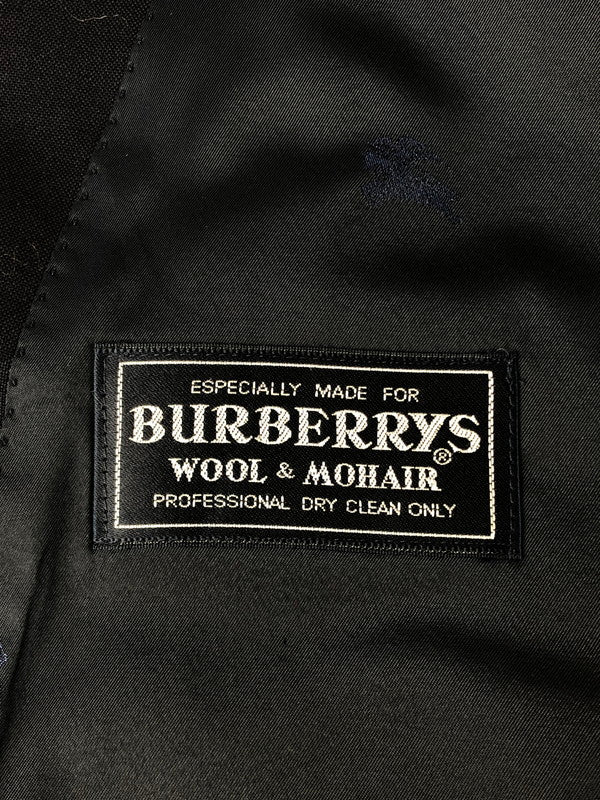 ESPECIALLY MADE FOR
BURBERRYS®
WOOL & MOHAIR
PROFESSIONAL DRY CLEAN ONLY